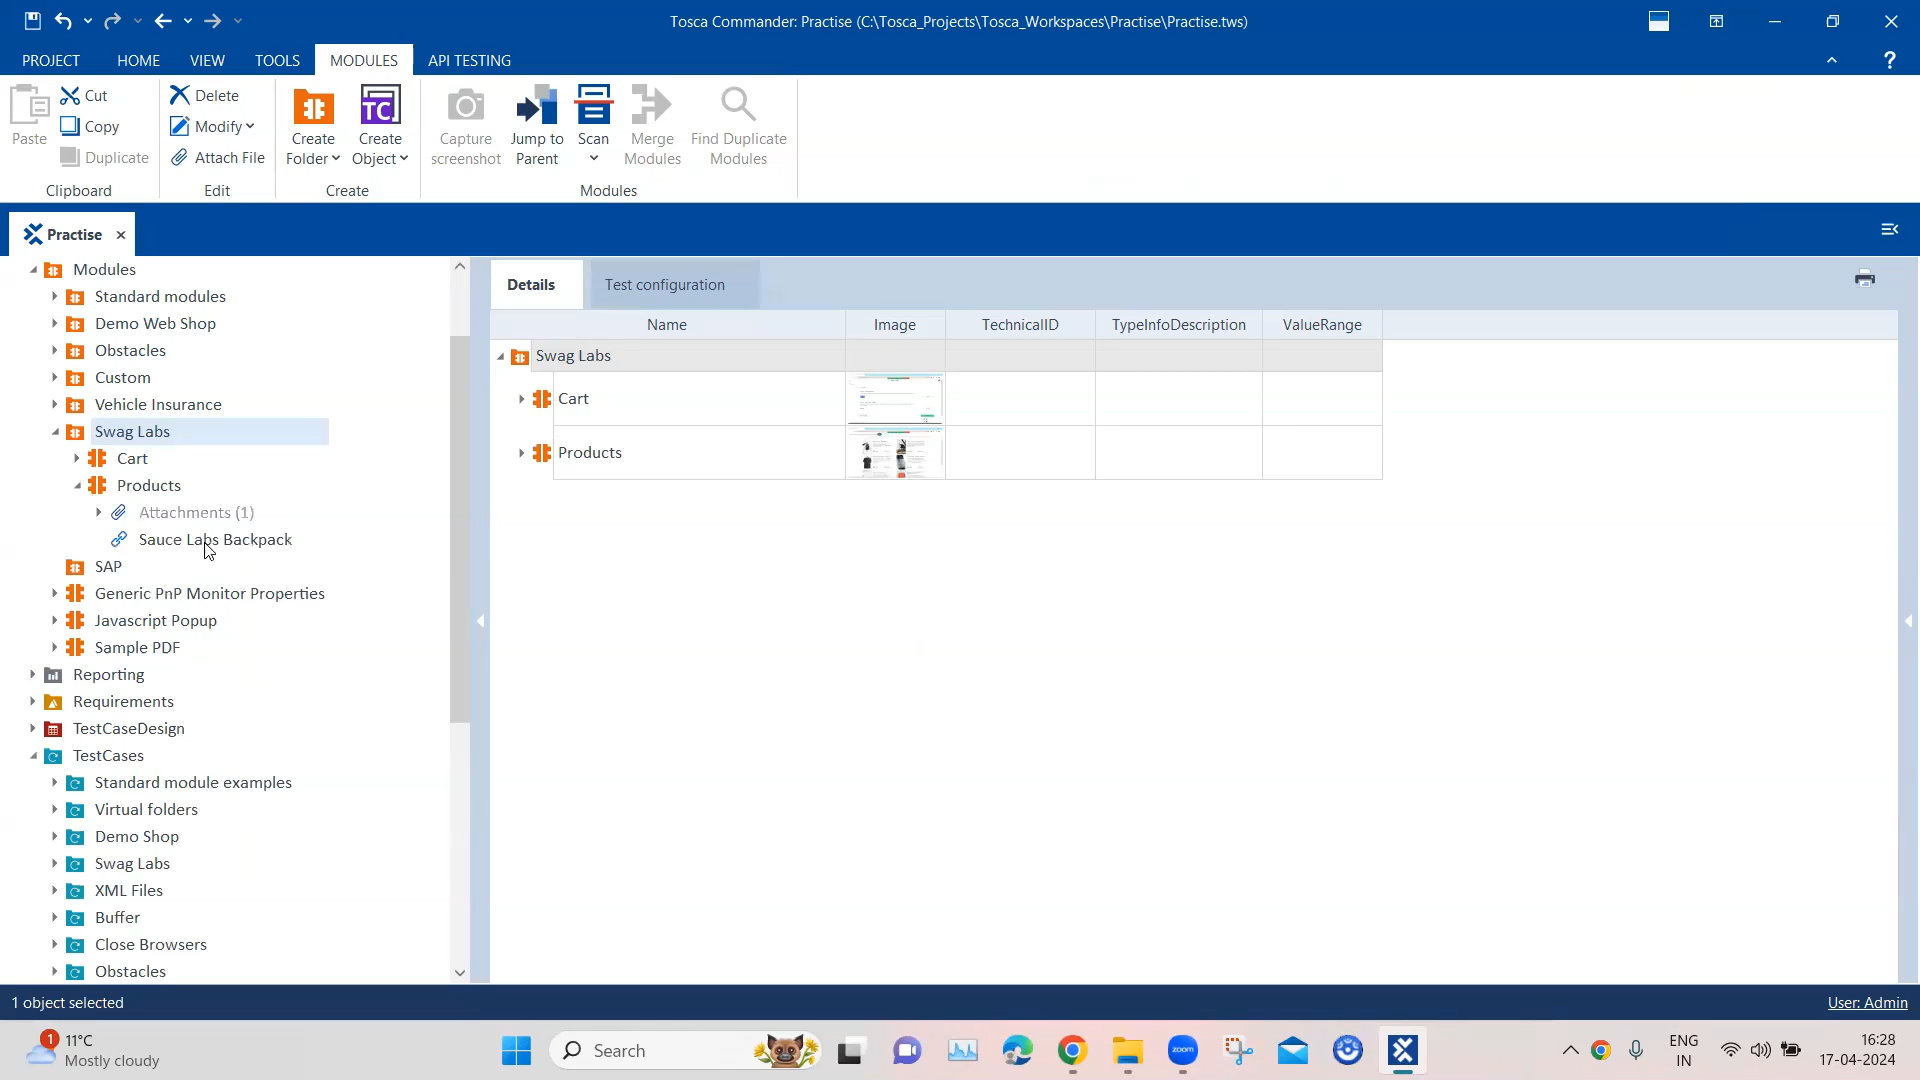 Tosca Commander: Practise (C:\Tosca_Projects\Tosca_Workspaces\Practise\Practise.tws)
PROJECT HOME VIEW TOOLS MODULES API TESTING
Paste
Cut
Copy
Duplicate
Clipboard
Delete
Modify
Attach File
Edit
Create Folder
Create Object
Create
Capture screenshot
Jump to Parent
Scan
Merge Modules
Find Duplicate Modules
Modules
Practise
Modules
Standard modules
Demo Web Shop
Obstacles
Custom
Vehicle Insurance
Swag Labs
Cart
Products
Attachments (1)
Sauce Labs Backpack
SAP
Generic PnP Monitor Properties
Javascript Popup
Sample PDF
Reporting
Requirements
TestCaseDesign
TestCases
Standard module examples
Virtual folders
Demo Shop
Swag Labs
XML Files
Buffer
Close Browsers
Obstacles
Details Test configuration
Name Image TechnicalID TypeInfoDescription ValueRange
Swag Labs
Cart
Products
1 object selected
User: Admin
1
11°C
Mostly cloudy
Search
zoom
ENG
IN
16:28
17-04-2024